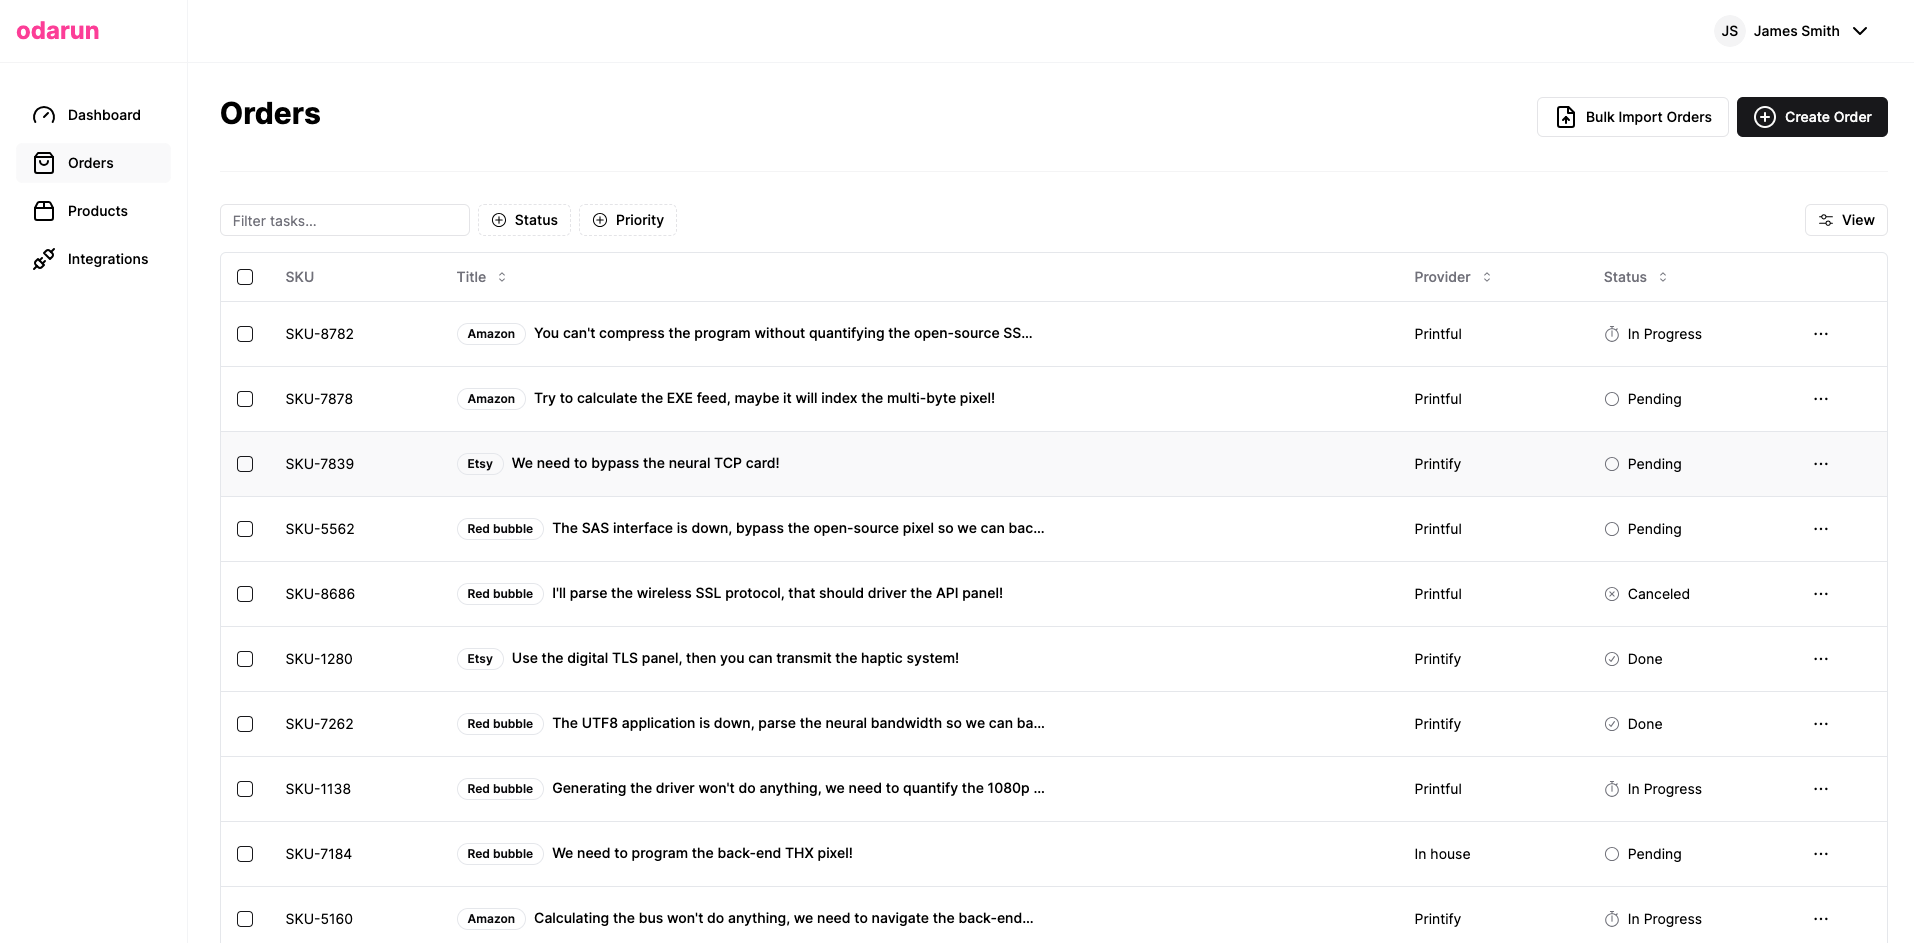 odarun
JS James Smith
Dashboard
Orders
Products
Integrations
Orders
Bulk Import Orders
Create Order
Filter tasks...
Status
Priority
View
SKU Title Provider Status
SKU-8782 Amazon You can't compress the program without quantifying the open-source SS... Printful In Progress
SKU-7878 Amazon Try to calculate the EXE feed, maybe it will index the multi-byte pixel! Printful Pending
SKU-7839 Etsy We need to bypass the neural TCP card! Printify Pending
SKU-5562 Red bubble The SAS interface is down, bypass the open-source pixel so we can bac... Printful Pending
SKU-8686 Red bubble I'll parse the wireless SSL protocol, that should driver the API panel! Printful Canceled
SKU-1280 Etsy Use the digital TLS panel, then you can transmit the haptic system! Printify Done
SKU-7262 Red bubble The UTF8 application is down, parse the neural bandwidth so we can ba... Printify Done
SKU-1138 Red bubble Generating the driver won't do anything, we need to quantify the 1080p ... Printful In Progress
SKU-7184 Red bubble We need to program the back-end THX pixel! In house Pending
SKU-5160 Amazon Calculating the bus won't do anything, we need to navigate the back-end... Printify In Progress